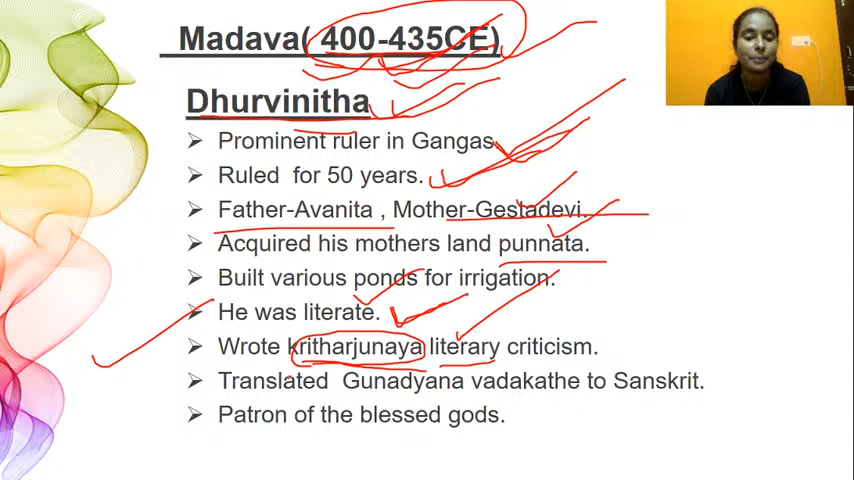 Madava( 400-435CE)
Dhurvinitha
Prominent ruler in Gangas
Ruled for 50 years.
Father-Avanita , Mother-Gestadevi.
Acquired his mothers land punnata.
Built various ponds for irrigation.
He was literate.
Wrote kritharjunaya literary criticism.
Translated Gunadyana vadakathe to Sanskrit.
Patron of the blessed gods.